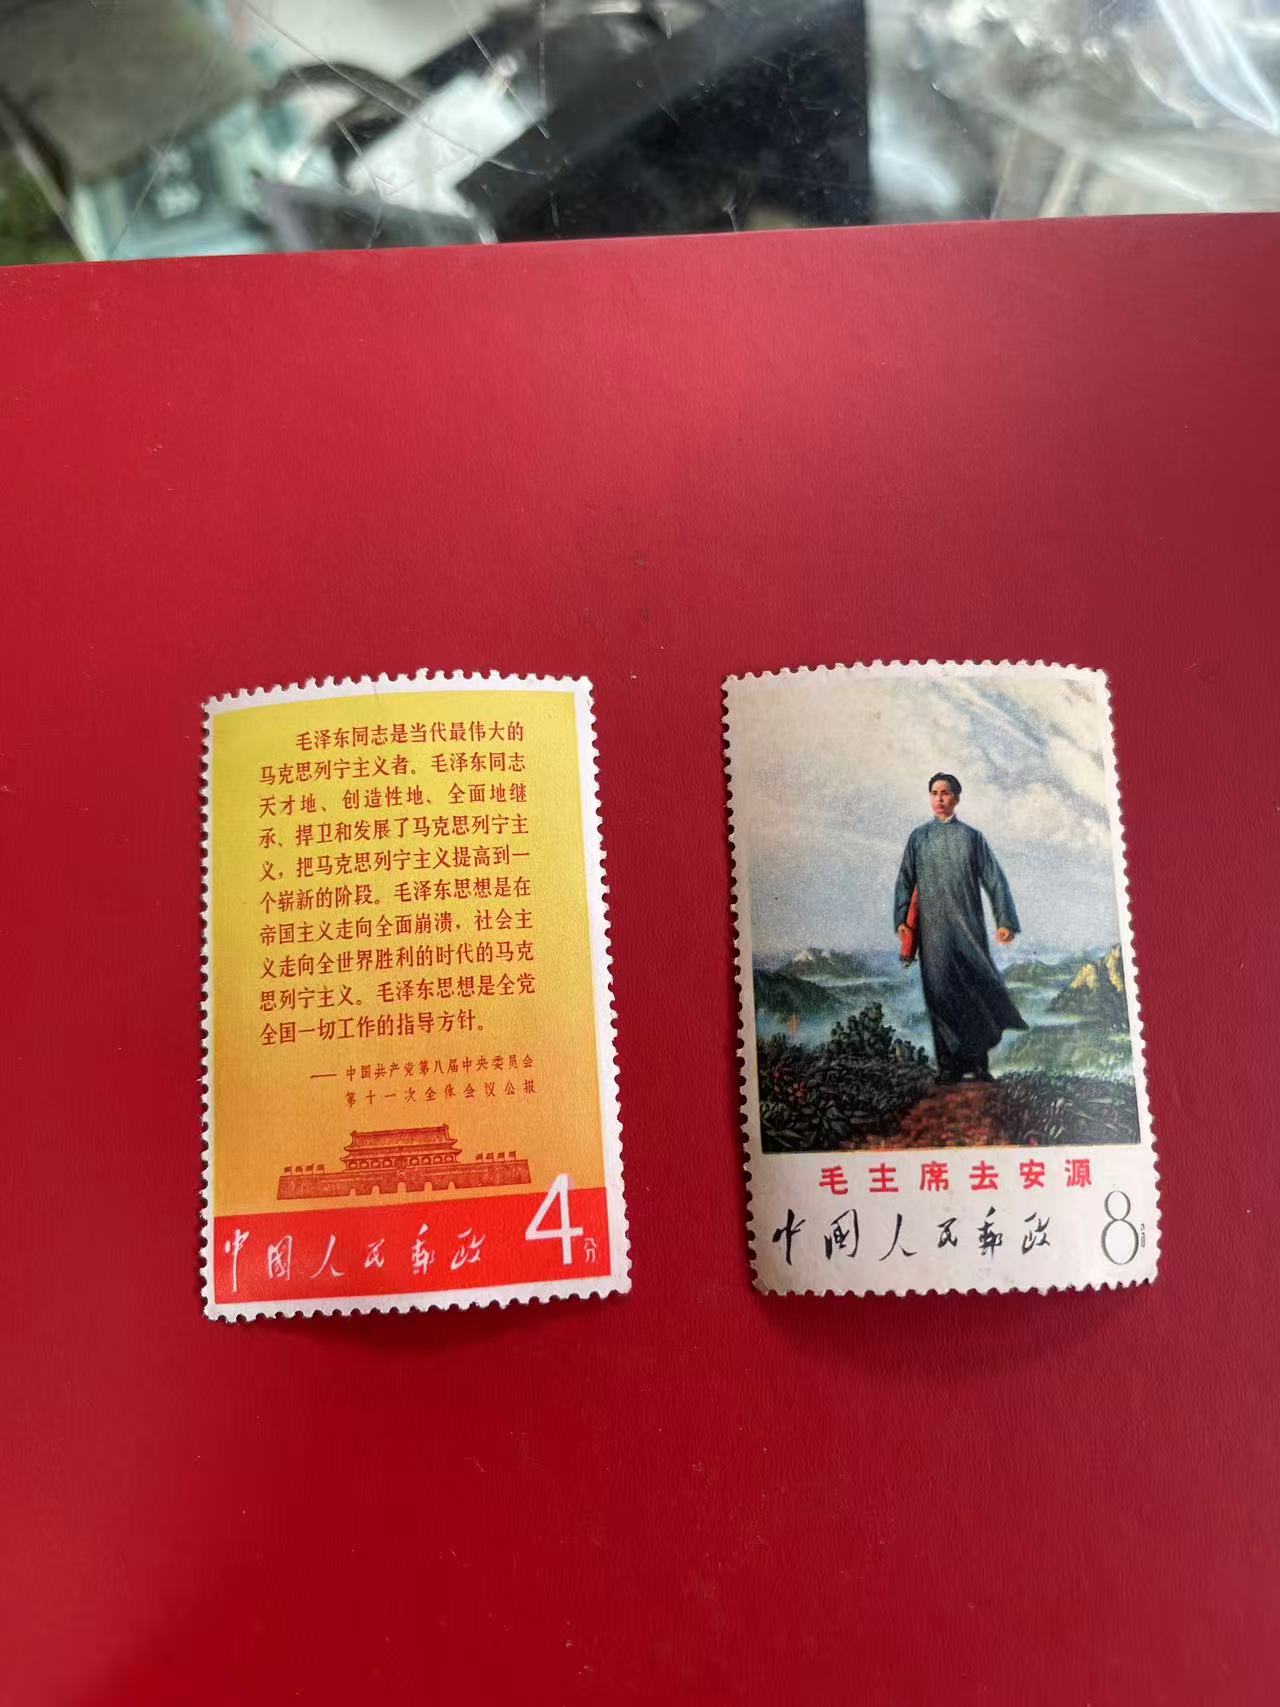 毛泽东同志是当代最伟大的
马克思列宁主义者。毛泽东同志
天才地、创造性地、全面地继
承、捍卫和发展了马克思列宁主
义，把马克思列宁主义提高到一
个崭新的阶段。毛泽东思想是在
帝国主义走向全面崩溃，社会主
义走向全世界胜利的时代的马克
思列宁主义。毛泽东思想是全党
全国一切工作的指导方针。
——中国共产党第八届中央委员会
第十一次全体会议公报
中国人民邮政 4分
毛主席去安源
中国人民邮政 8分